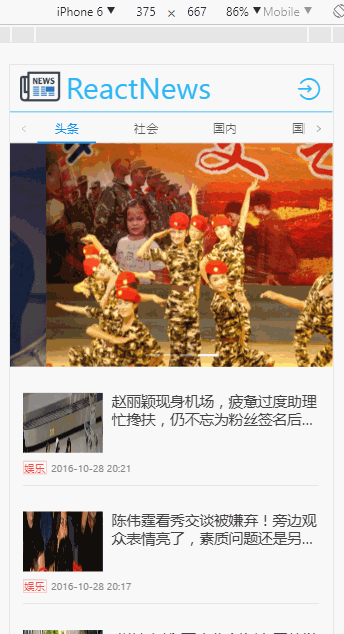 iPhone 6 ▼ 375 × 667 86% ▼ Mobile ▼
NEWS ReactNews
头条 社会 国内
赵丽颖现身机场，疲惫过度助理
忙搀扶，仍不忘为粉丝签名后...
娱乐 2016-10-28 20:21
陈伟霆看秀交谈被嫌弃！旁边观
众表情亮了，素质问题还是另...
娱乐 2016-10-28 20:17